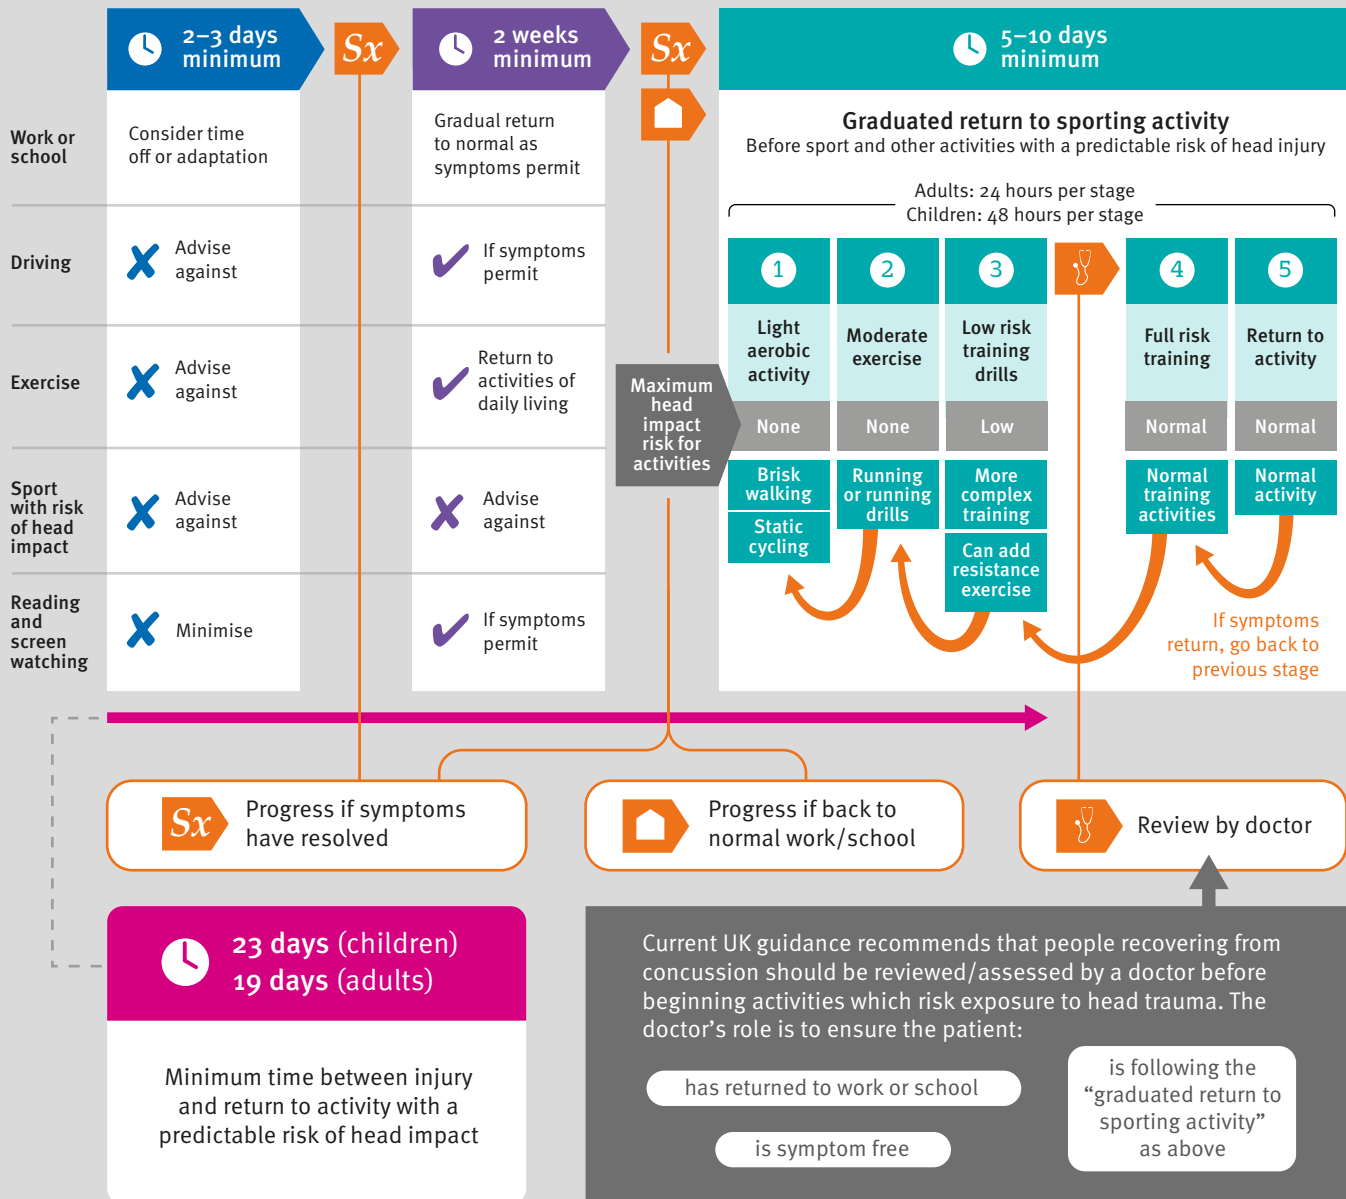 2–3 days
minimum
Sx
2 weeks
minimum
Sx
5–10 days
minimum
Work or
school
Consider time
off or adaptation
Gradual return
to normal as
symptoms permit
Driving
Advise
against
If symptoms
permit
Exercise
Advise
against
Return to
activities of
daily living
Sport
with risk
of head
impact
Advise
against
Advise
against
Reading
and
screen
watching
Minimise
If symptoms
permit
Graduated return to sporting activity
Before sport and other activities with a predictable risk of head injury
Adults: 24 hours per stage
Children: 48 hours per stage
Maximum
head
impact
risk for
activities
1
Light
aerobic
activity
None
Brisk
walking
Static
cycling
2
Moderate
exercise
None
Running
or running
drills
3
Low risk
training
drills
Low
More
complex
training
Can add
resistance
exercise
4
Full risk
training
Normal
Normal
training
activities
5
Return to
activity
Normal
Normal
activity
If symptoms
return, go back to
previous stage
Sx
Progress if symptoms
have resolved
Progress if back to
normal work/school
Review by doctor
23 days (children)
19 days (adults)
Minimum time between injury
and return to activity with a
predictable risk of head impact
Current UK guidance recommends that people recovering from
concussion should be reviewed/assessed by a doctor before
beginning activities which risk exposure to head trauma. The
doctor’s role is to ensure the patient:
has returned to work or school
is symptom free
is following the
“graduated return to
sporting activity”
as above